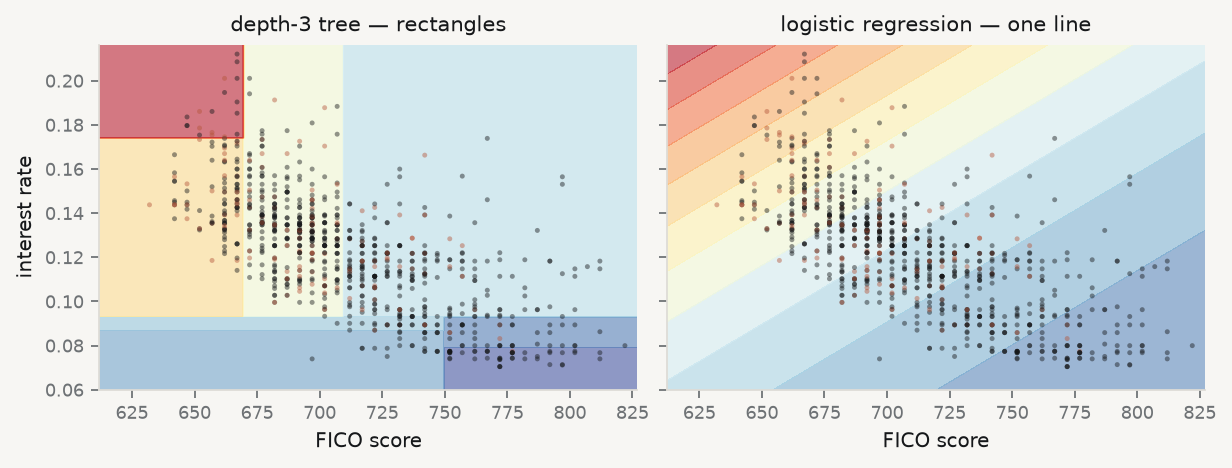 depth-3 tree — rectangles
logistic regression — one line
interest rate
0.20
0.18
0.16
0.14
0.12
0.10
0.08
0.06
625 650 675 700 725 750 775 800 825
625 650 675 700 725 750 775 800 825
FICO score
FICO score